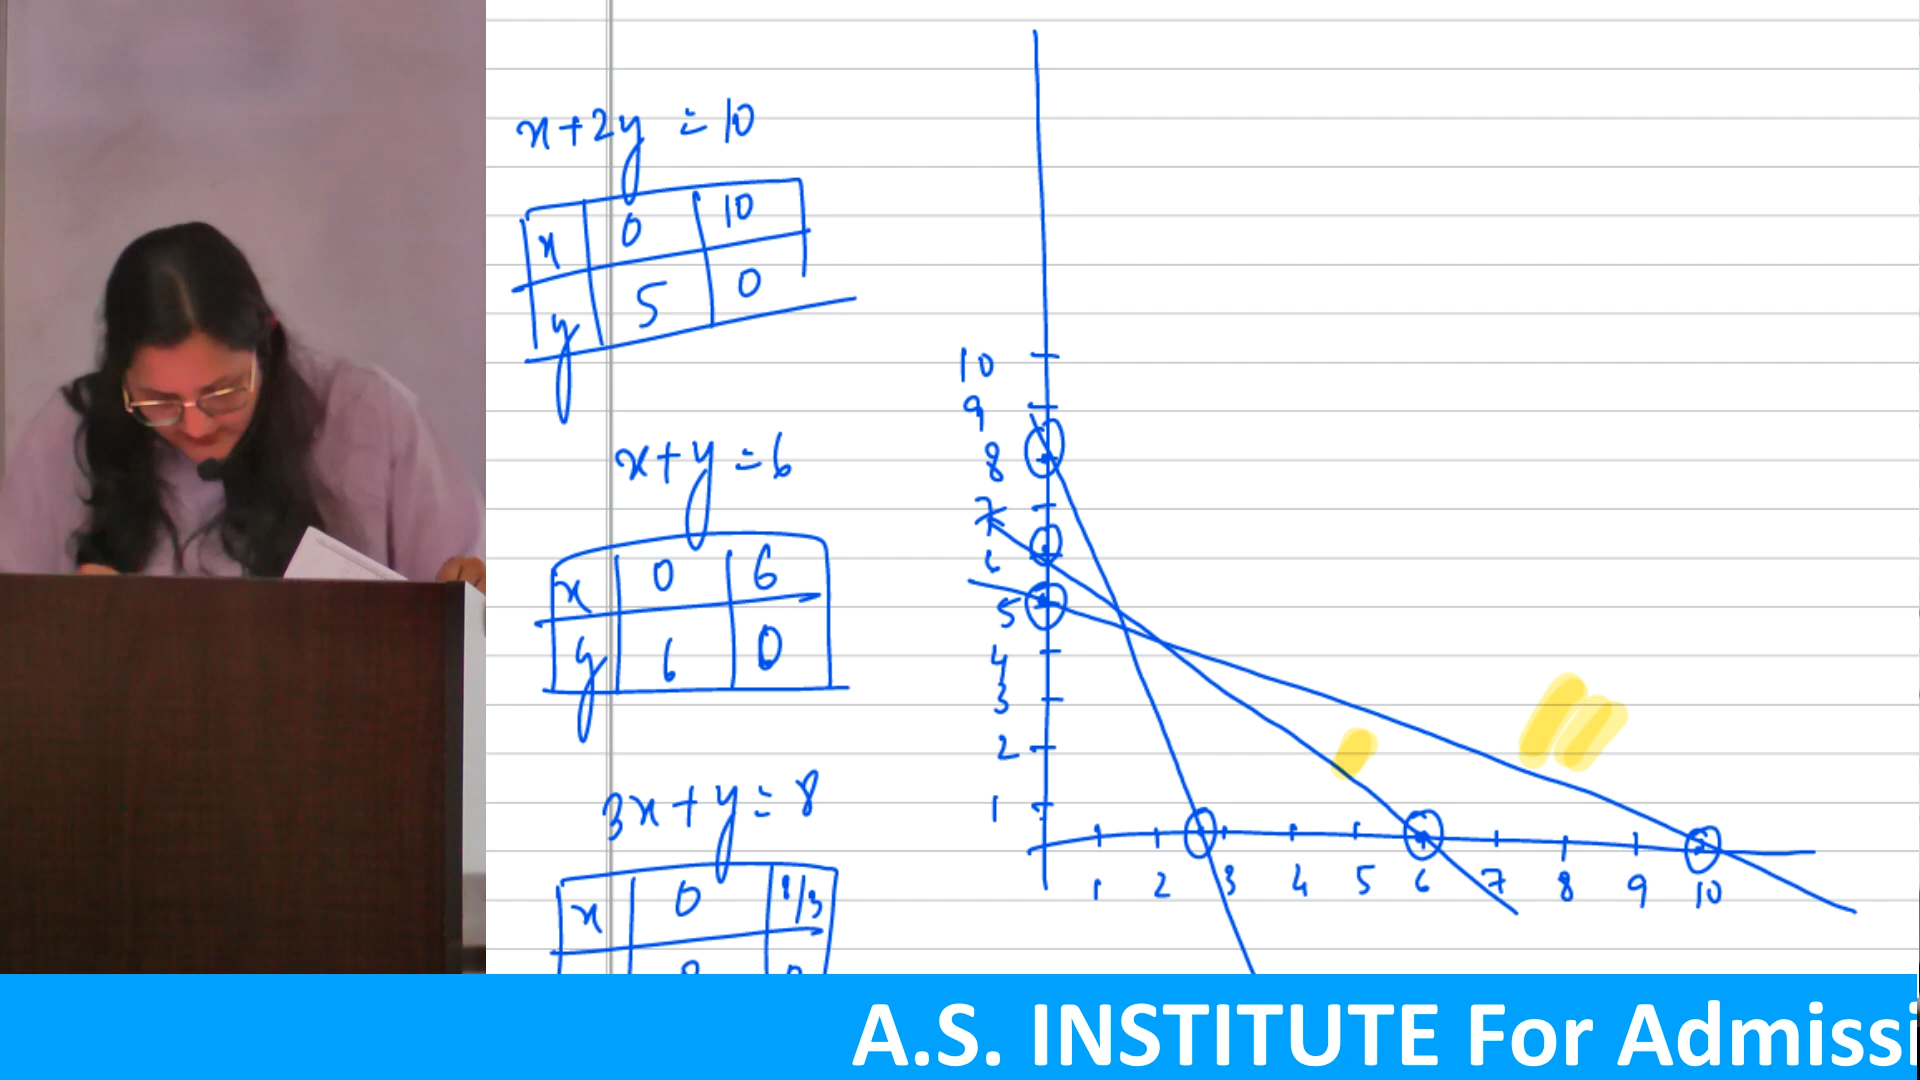 x+2y = 10
x 0 10
y 5 0
x+y = 6
x 0 6
y 6 0
3x+y = 8
x 0 8/3
10
9
8
7
6
5
4
3
2
1
1 2 3 4 5 6 7 8 9 10
A.S. INSTITUTE For Admissi